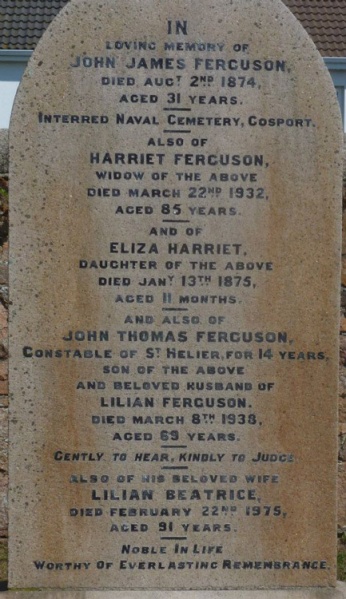 IN
LOVING MEMORY OF
JOHN JAMES FERGUSON,
DIED AUGT 2ND 1874,
AGED 31 YEARS.
INTERRED NAVAL CEMETERY, GOSPORT.
ALSO OF
HARRIET FERGUSON,
WIDOW OF THE ABOVE
DIED MARCH 22ND 1932,
AGED 85 YEARS.
AND OF
ELIZA HARRIET,
DAUGHTER OF THE ABOVE
DIED JANY 13TH 1875,
AGED 11 MONTHS.
AND ALSO OF
JOHN THOMAS FERGUSON,
CONSTABLE OF ST HELIER, FOR 14 YEARS,
SON OF THE ABOVE
AND BELOVED HUSBAND OF
LILIAN FERGUSON.
DIED MARCH 8TH 1938,
AGED 69 YEARS.
GENTLY TO HEAR, KINDLY TO JUDGE
ALSO OF HIS BELOVED WIFE
LILIAN BEATRICE,
DIED FEBRUARY 22ND 1975,
AGED 91 YEARS.
NOBLE IN LIFE
WORTHY OF EVERLASTING REMEMBRANCE.